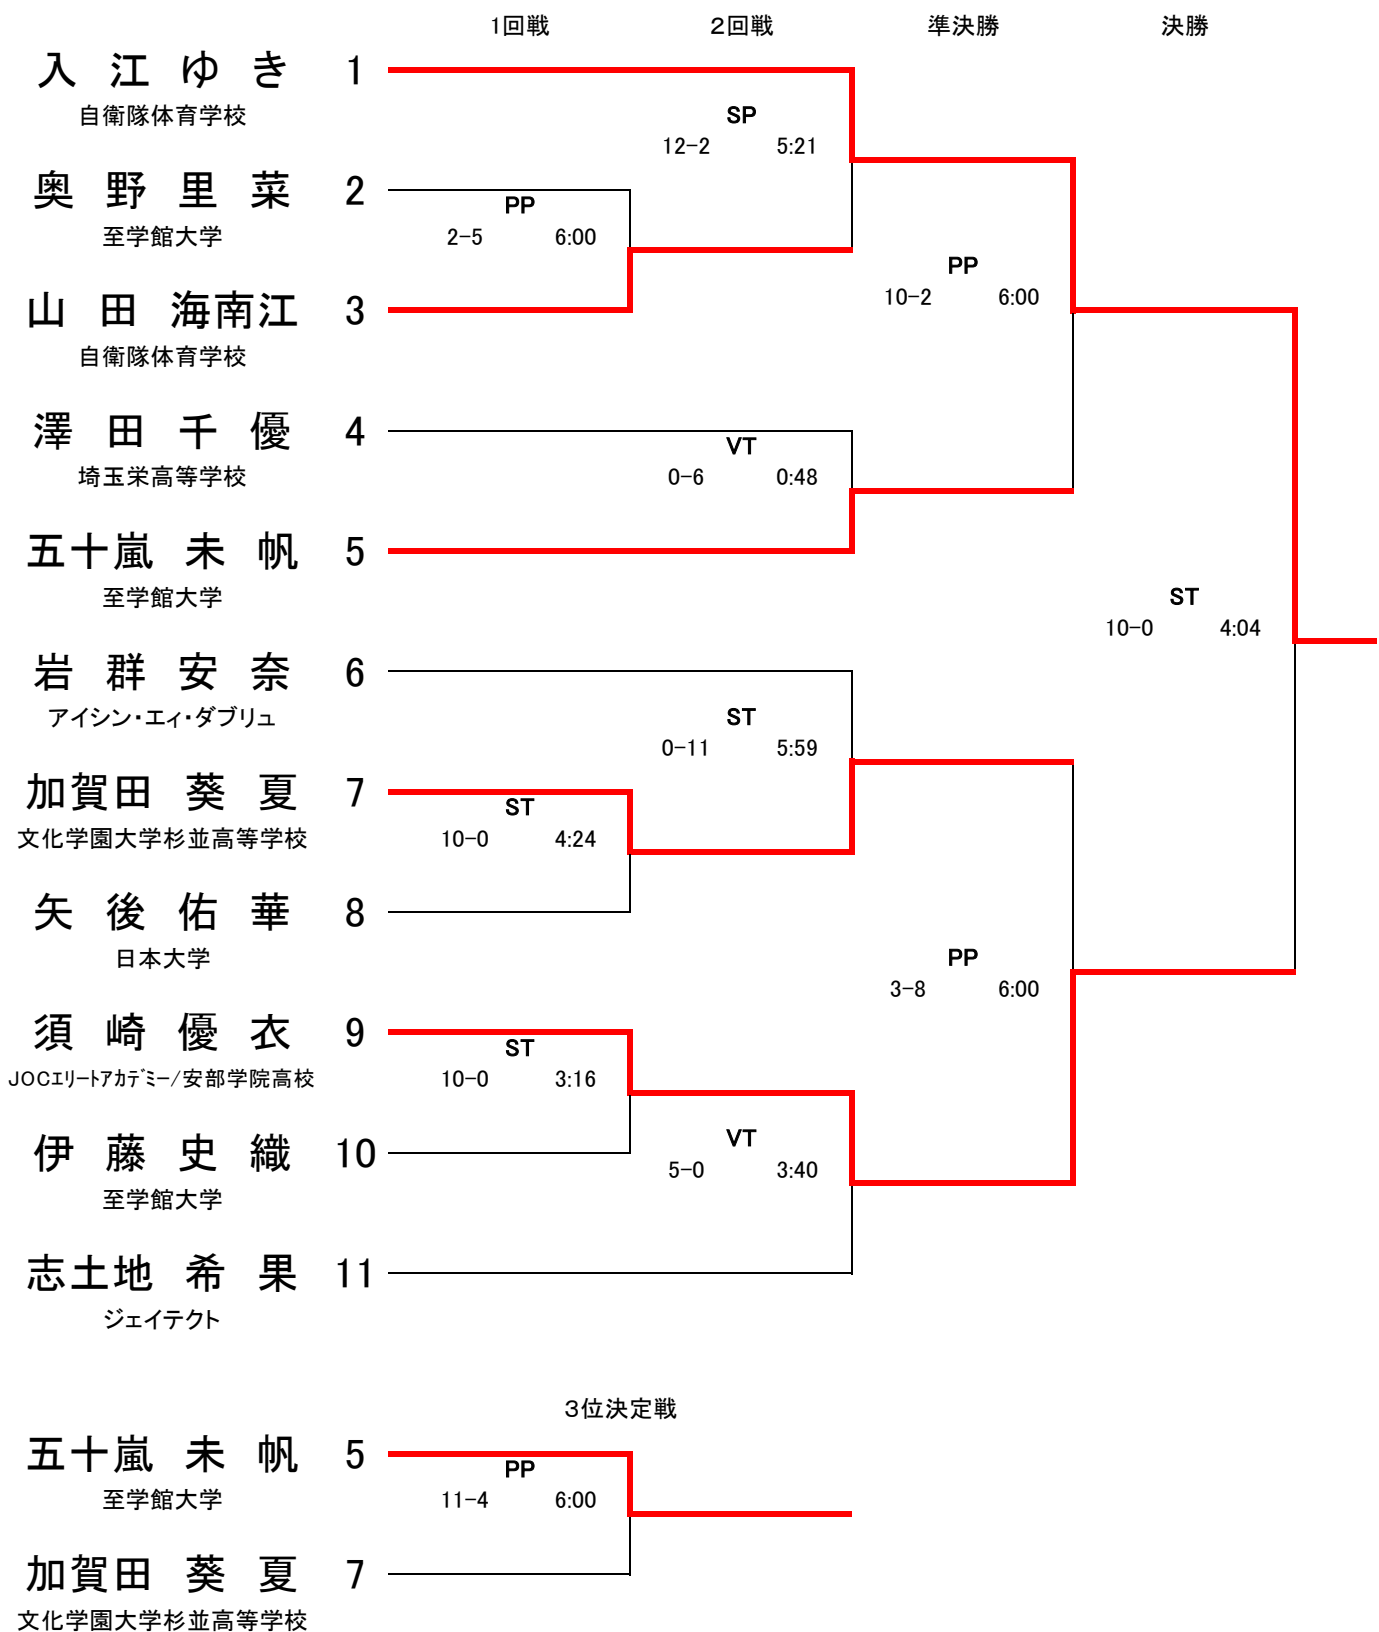 1回戦 2回戦 準決勝 決勝
入江ゆき 1
自衛隊体育学校
SP
12-2 5:21
奥野里菜 2
至学館大学
PP
2-5 6:00
山田 海南江 3
自衛隊体育学校
PP
10-2 6:00
澤田千優 4
埼玉栄高等学校
VT
0-6 0:48
五十嵐 未帆 5
至学館大学
ST
10-0 4:04
岩群安奈 6
アイシン・エィ・ダブリュ
ST
0-11 5:59
加賀田 葵夏 7
文化学園大学杉並高等学校
ST
10-0 4:24
矢後佑華 8
日本大学
PP
3-8 6:00
須崎優衣 9
JOCエリートアカデミー/安部学院高校
ST
10-0 3:16
伊藤史織 10
至学館大学
VT
5-0 3:40
志土地 希果 11
ジェイテクト
3位決定戦
五十嵐 未帆 5
至学館大学
PP
11-4 6:00
加賀田 葵夏 7
文化学園大学杉並高等学校